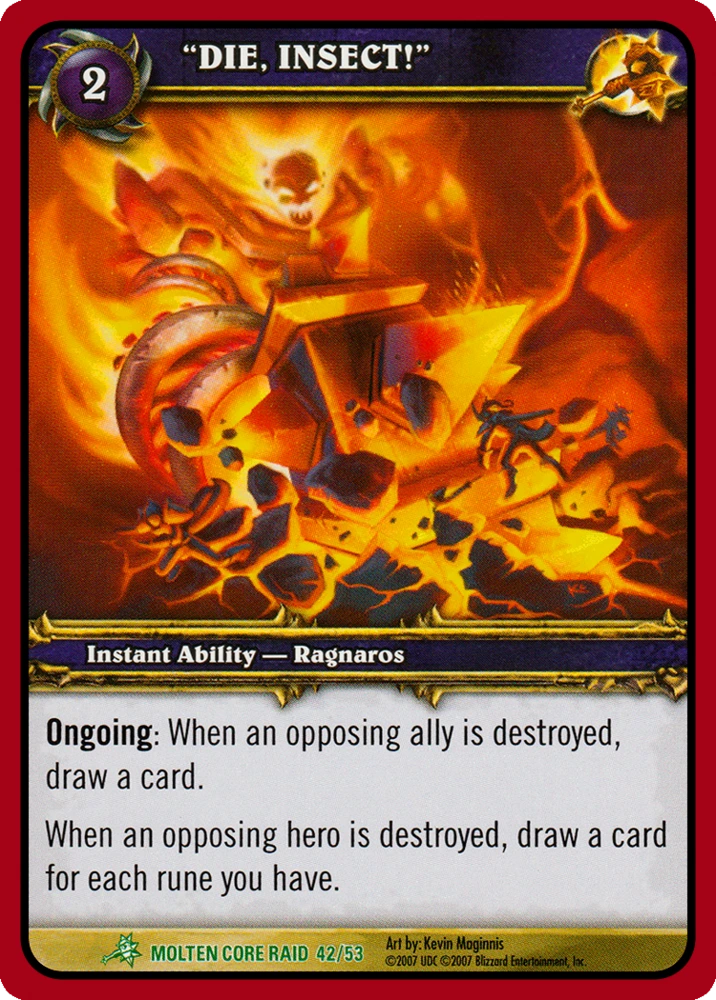 2
"DIE, INSECT!"
Instant Ability — Ragnaros
Ongoing: When an opposing ally is destroyed,
draw a card.
When an opposing hero is destroyed, draw a card
for each rune you have.
MOLTEN CORE RAID 42/53
Art by: Kevin Maginnis
©2007 UDC ©2007 Blizzard Entertainment, Inc.